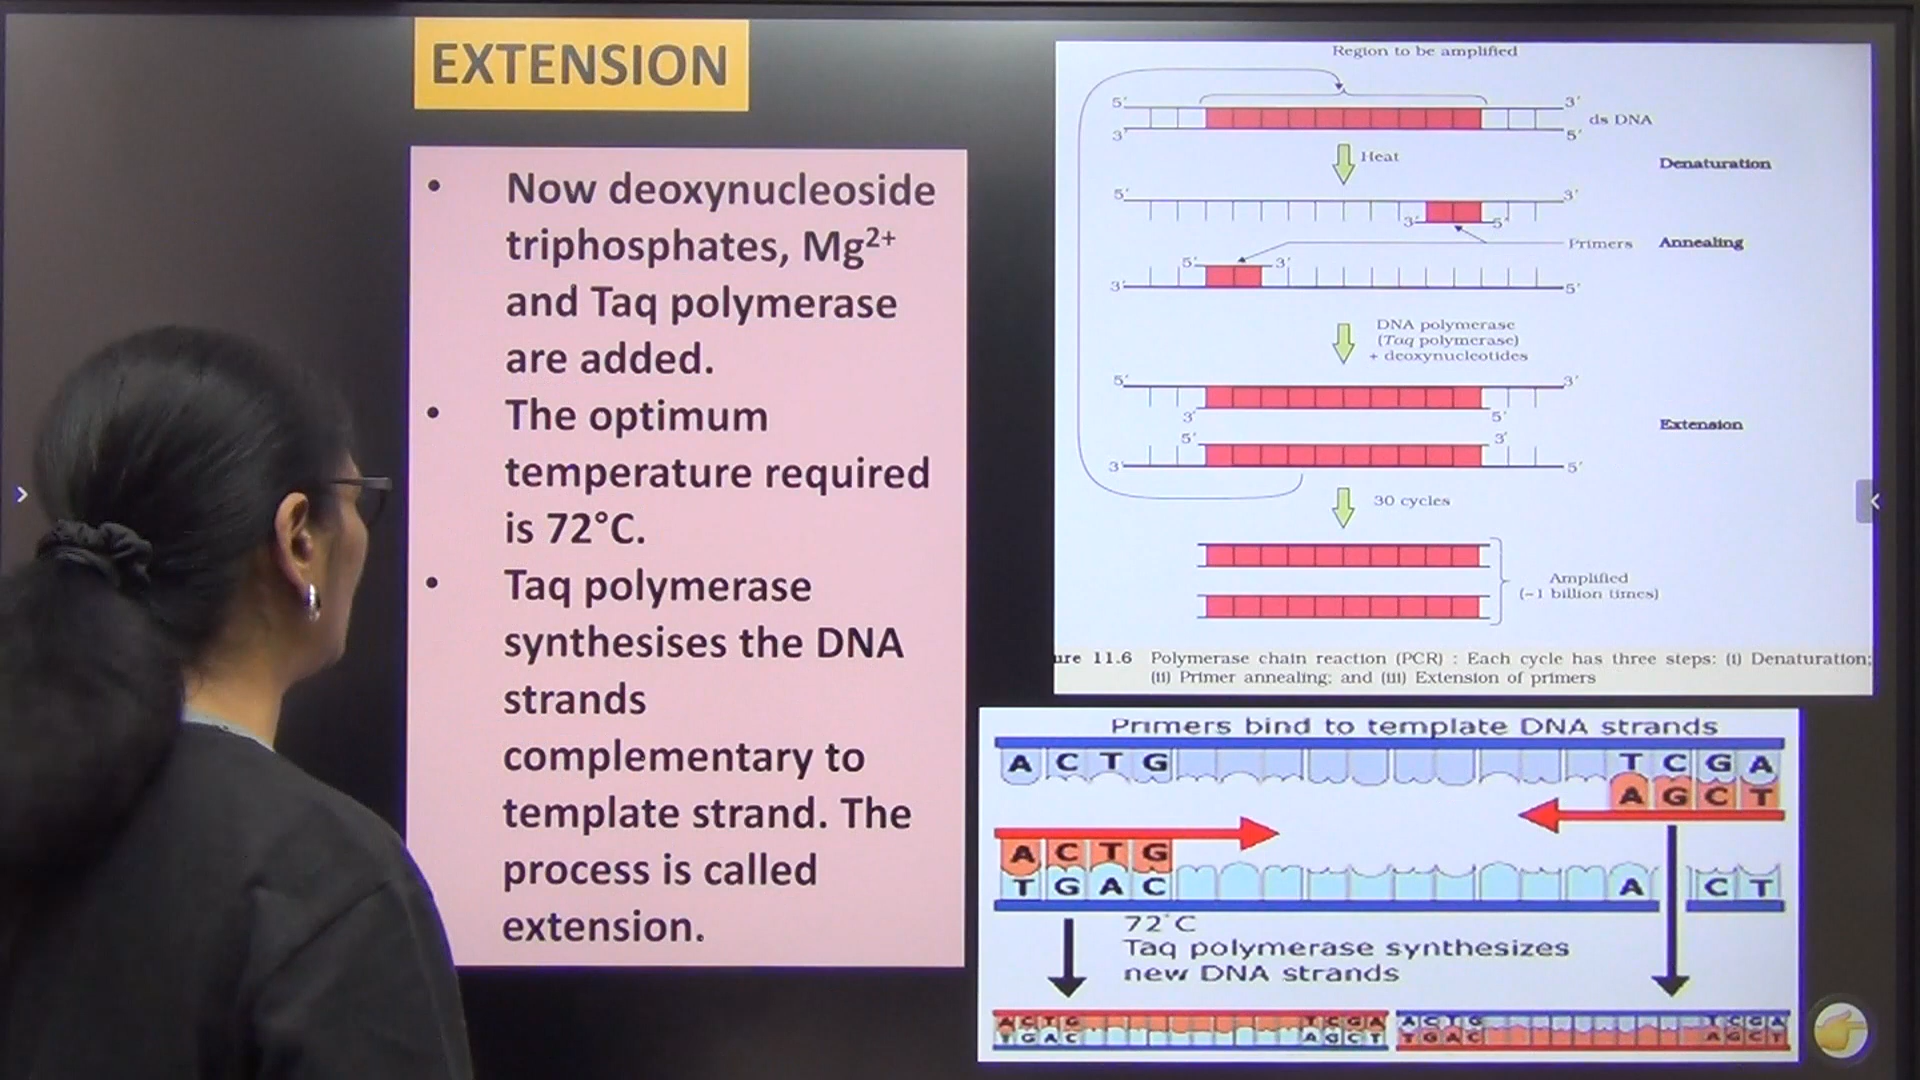 EXTENSION
• Now deoxynucleoside
triphosphates, Mg²⁺
and Taq polymerase
are added.
• The optimum
temperature required
is 72°C.
• Taq polymerase
synthesises the DNA
strands
complementary to
template strand. The
process is called
extension.
Region to be amplified
5' 3'
ds DNA
3' 5'
Heat
Denaturation
5' 3'
3' 5'
Primers Annealing
5' 3'
3' 5'
DNA polymerase
(Taq polymerase)
+ deoxynucleotides
5' 3'
3' 5'
Extension
5' 3'
3' 5'
30 cycles
Amplified
(~1 billion times)
ure 11.6 Polymerase chain reaction (PCR) : Each cycle has three steps: (i) Denaturation;
(ii) Primer annealing; and (iii) Extension of primers
Primers bind to template DNA strands
A C T G T C G A
A G C T
A C T G
T G A C A C T
72°C
Taq polymerase synthesizes
new DNA strands
A C T G T C G A A C T G T C G A
T G A C A G C T T G A C A G C T